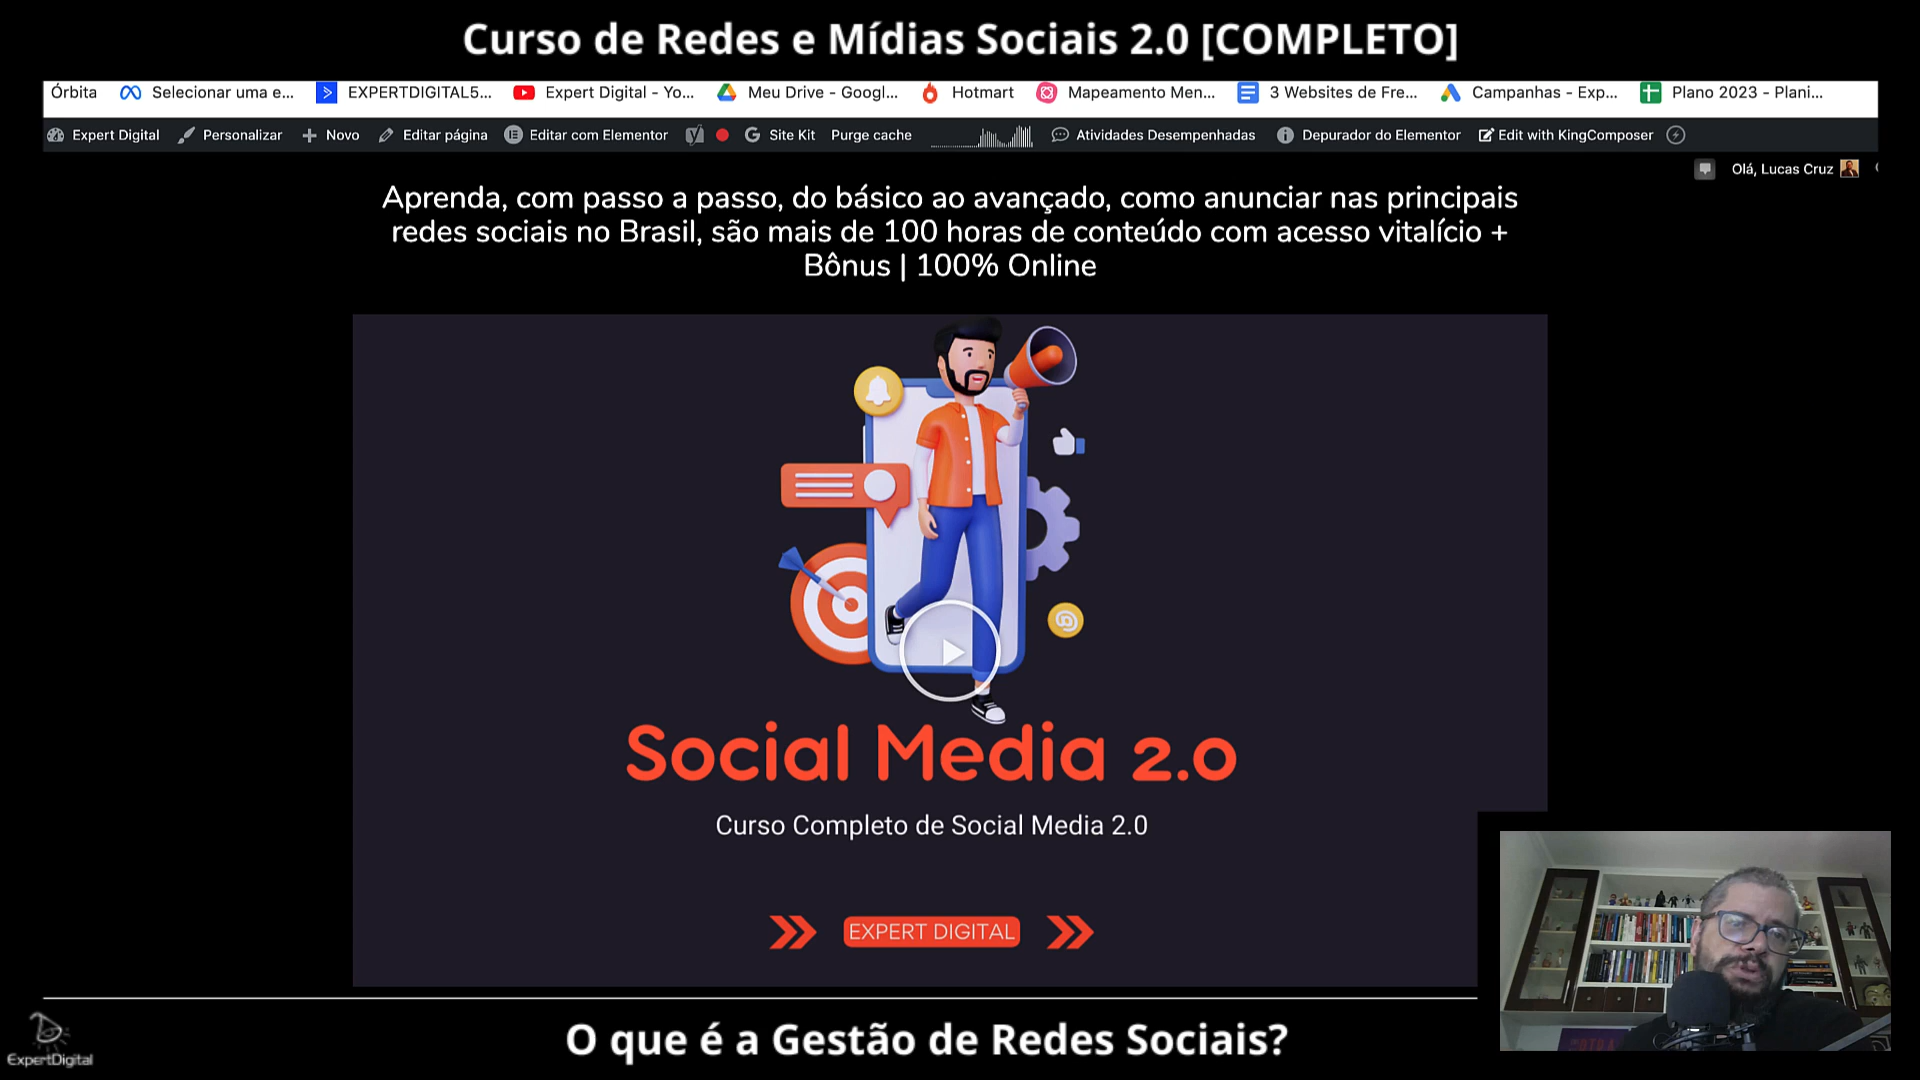 Curso de Redes e Mídias Sociais 2.0 [COMPLETO]
Órbita Selecionar uma e... EXPERTDIGITAL5... Expert Digital - Yo... Meu Drive - Googl... Hotmart Mapeamento Men... 3 Websites de Fre... Campanhas - Exp... Plano 2023 - Plani...
Expert Digital Personalizar Novo Editar página Editar com Elementor Site Kit Purge cache Atividades Desempenhadas Depurador do Elementor Edit with KingComposer
Olá, Lucas Cruz
Aprenda, com passo a passo, do básico ao avançado, como anunciar nas principais
redes sociais no Brasil, são mais de 100 horas de conteúdo com acesso vitalício +
Bônus | 100% Online
Social Media 2.0
Curso Completo de Social Media 2.0
EXPERT DIGITAL
O que é a Gestão de Redes Sociais?
ExpertDigital